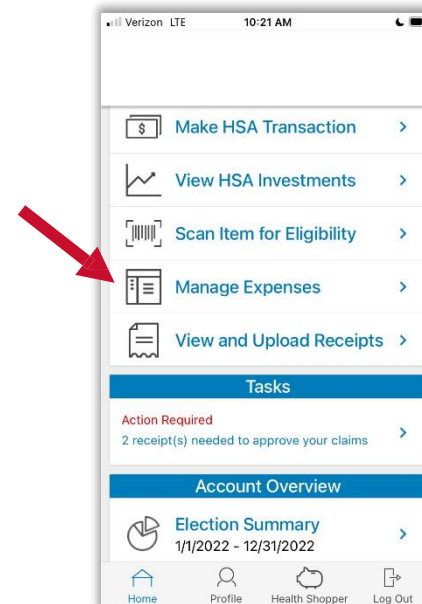 Verizon LTE 10:21 AM
$ Make HSA Transaction
View HSA Investments
Scan Item for Eligibility
Manage Expenses
View and Upload Receipts
Tasks
Action Required
2 receipt(s) needed to approve your claims
Account Overview
Election Summary
1/1/2022 - 12/31/2022
Home Profile Health Shopper Log Out